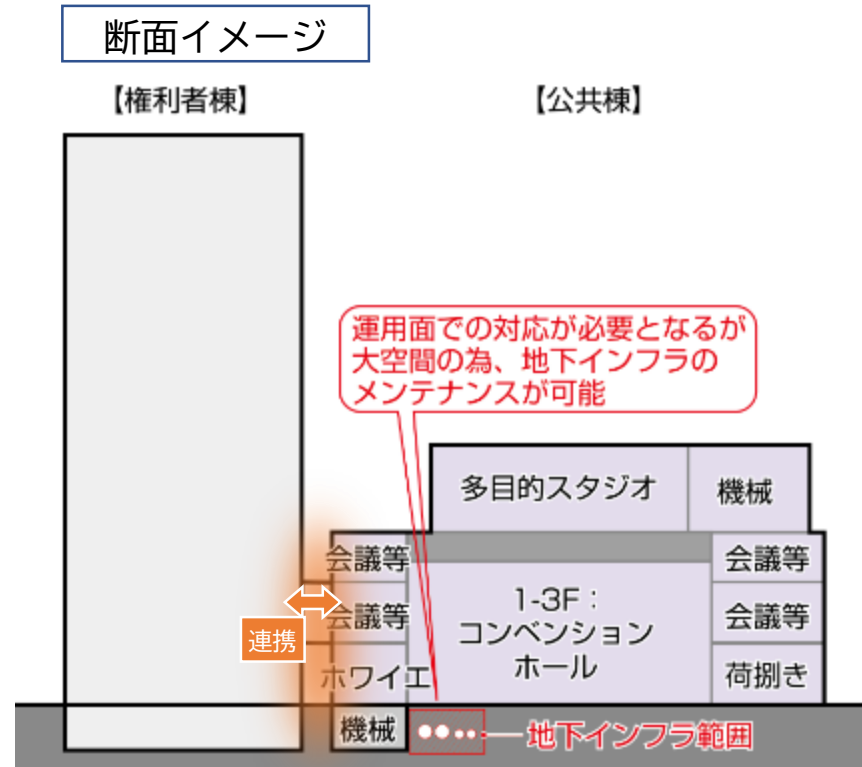 断面イメージ
【権利者棟】
【公共棟】
運用面での対応が必要となるが
大空間の為、地下インフラの
メンテナンスが可能
多目的スタジオ
機械
会議等
会議等
会議等
1-3F：
コンベンション
ホール
会議等
連携
ホワイエ
荷捌き
機械
地下インフラ範囲